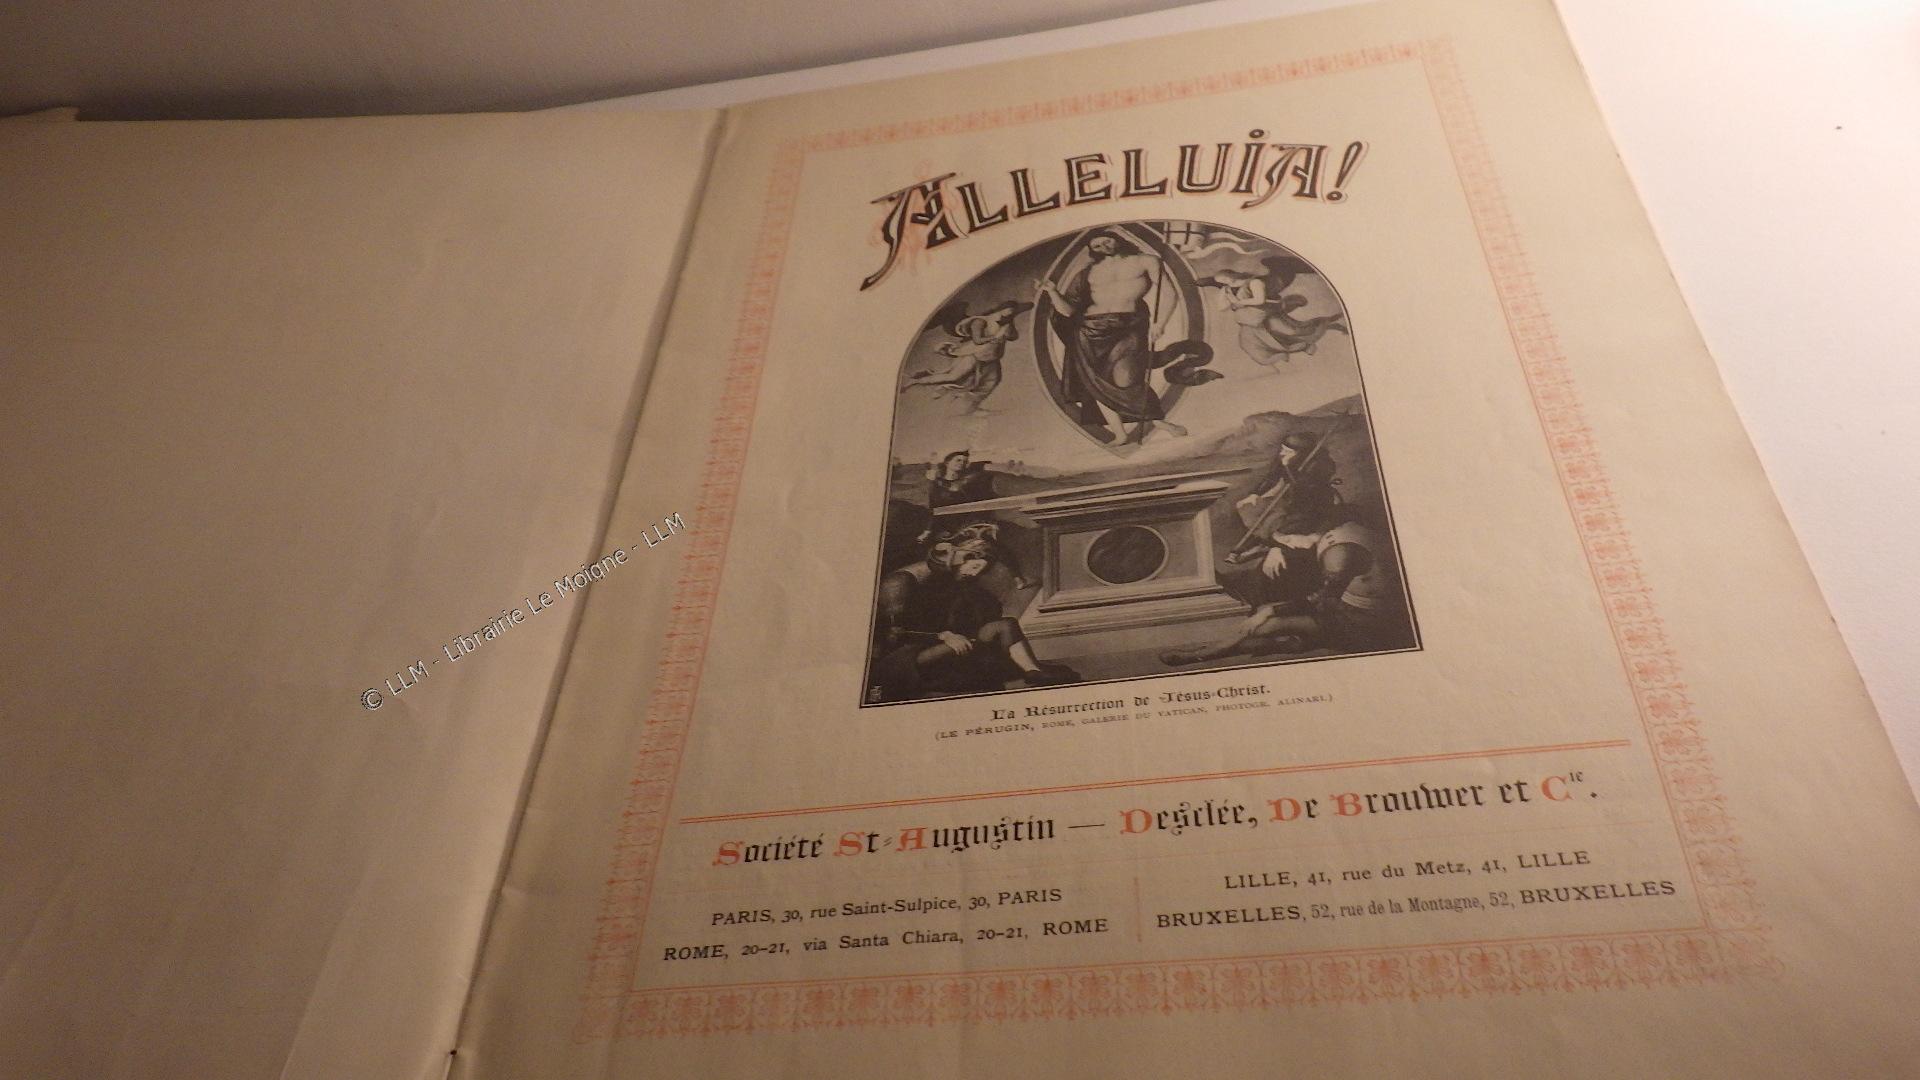 ALLELUIA!
La Résurrection de Jésus-Christ.
(LE PÉRUGIN, ROME, GALERIE DU VATICAN, PHOTOGR. ALINARI.)
Société St-Augustin — Desclée, De Brouwer et Cie.
PARIS, 30, rue Saint-Sulpice, 30, PARIS
ROME, 20-21, via Santa Chiara, 20-21, ROME
LILLE, 41, rue du Metz, 41, LILLE
BRUXELLES, 52, rue de la Montagne, 52, BRUXELLES
© LLM - Librairie Le Moigne - LLM